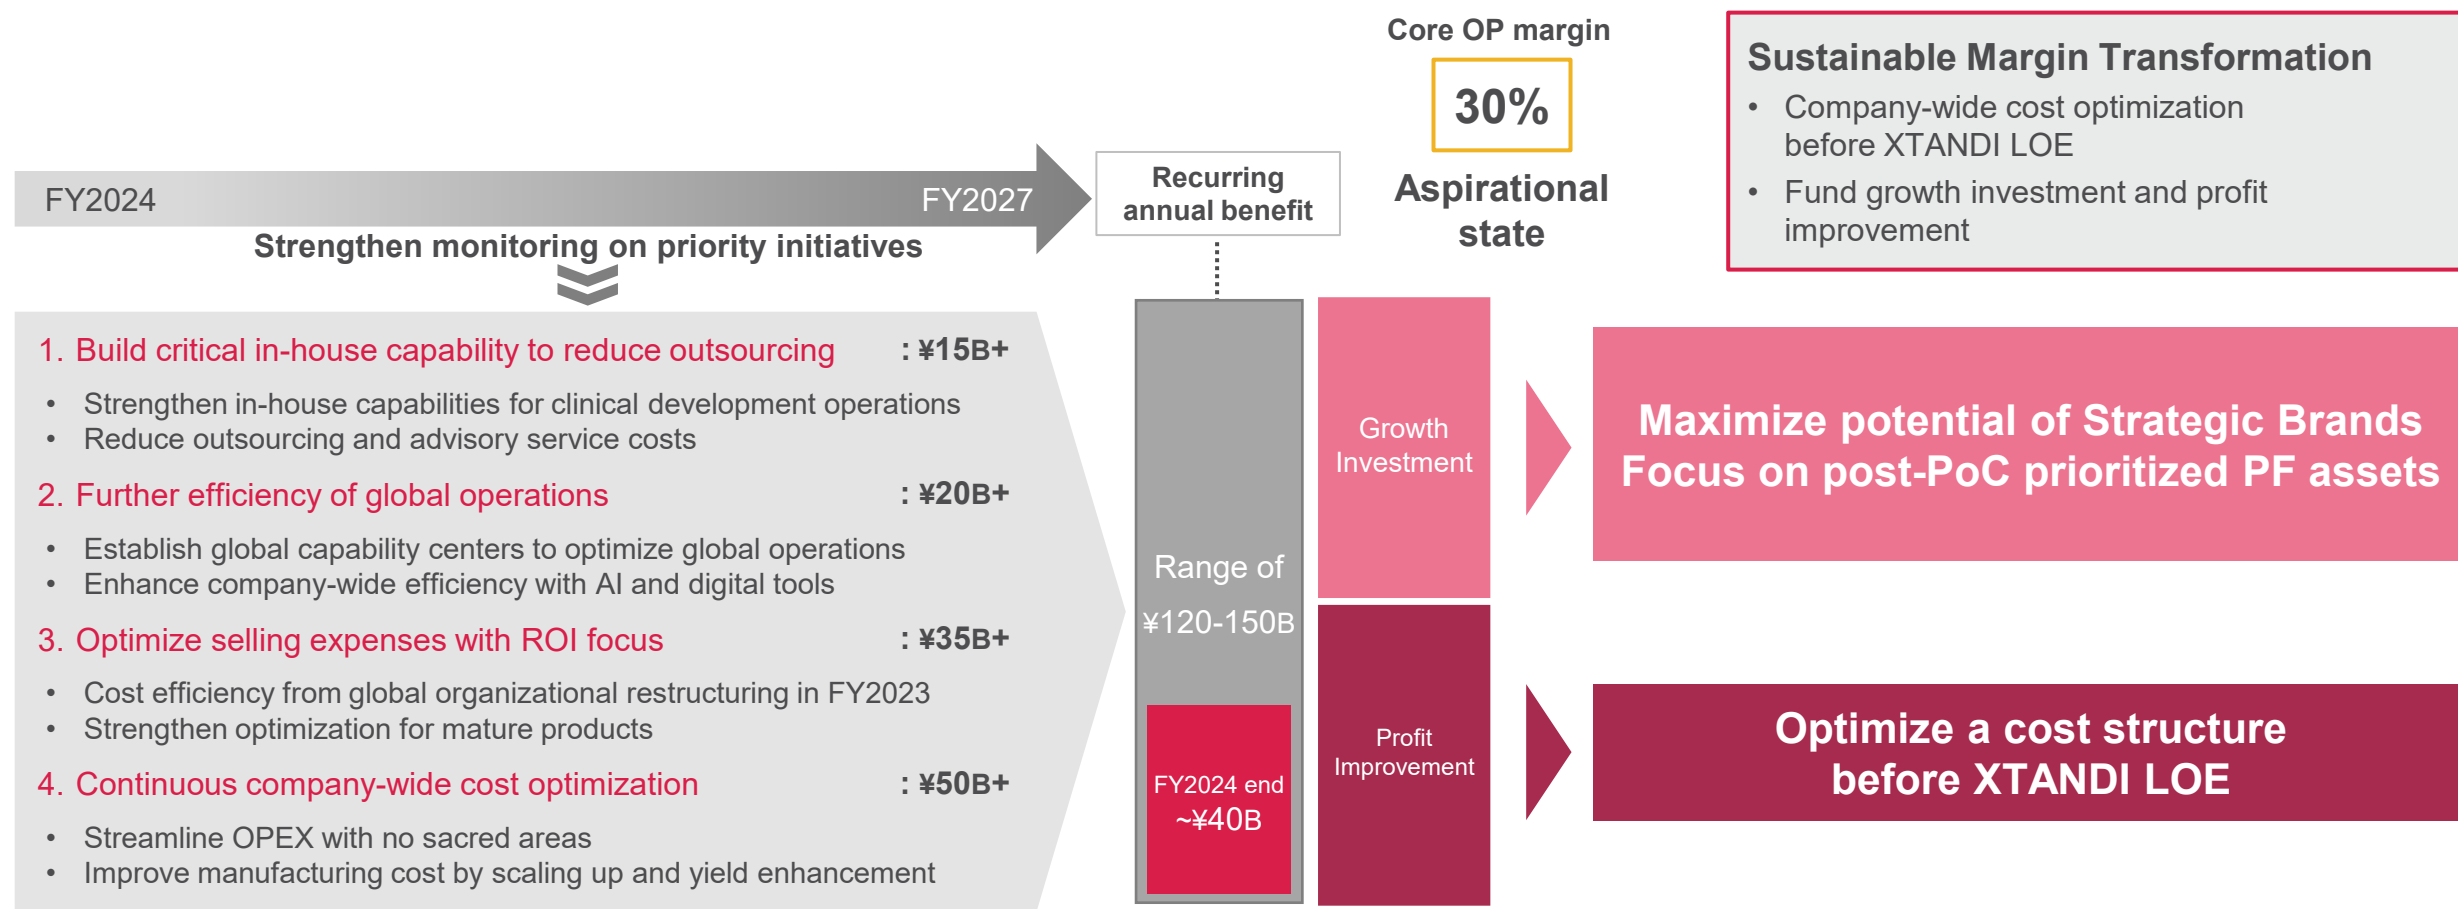 Core OP margin
30%
Aspirational
state
Sustainable Margin Transformation
• Company-wide cost optimization
before XTANDI LOE
• Fund growth investment and profit
improvement
FY2024
FY2027
Recurring
annual benefit
Strengthen monitoring on priority initiatives
1. Build critical in-house capability to reduce outsourcing : ¥15B+
• Strengthen in-house capabilities for clinical development operations
• Reduce outsourcing and advisory service costs
2. Further efficiency of global operations : ¥20B+
• Establish global capability centers to optimize global operations
• Enhance company-wide efficiency with AI and digital tools
3. Optimize selling expenses with ROI focus : ¥35B+
• Cost efficiency from global organizational restructuring in FY2023
• Strengthen optimization for mature products
4. Continuous company-wide cost optimization : ¥50B+
• Streamline OPEX with no sacred areas
• Improve manufacturing cost by scaling up and yield enhancement
Range of
¥120-150B
FY2024 end
~¥40B
Growth
Investment
Profit
Improvement
Maximize potential of Strategic Brands
Focus on post-PoC prioritized PF assets
Optimize a cost structure
before XTANDI LOE